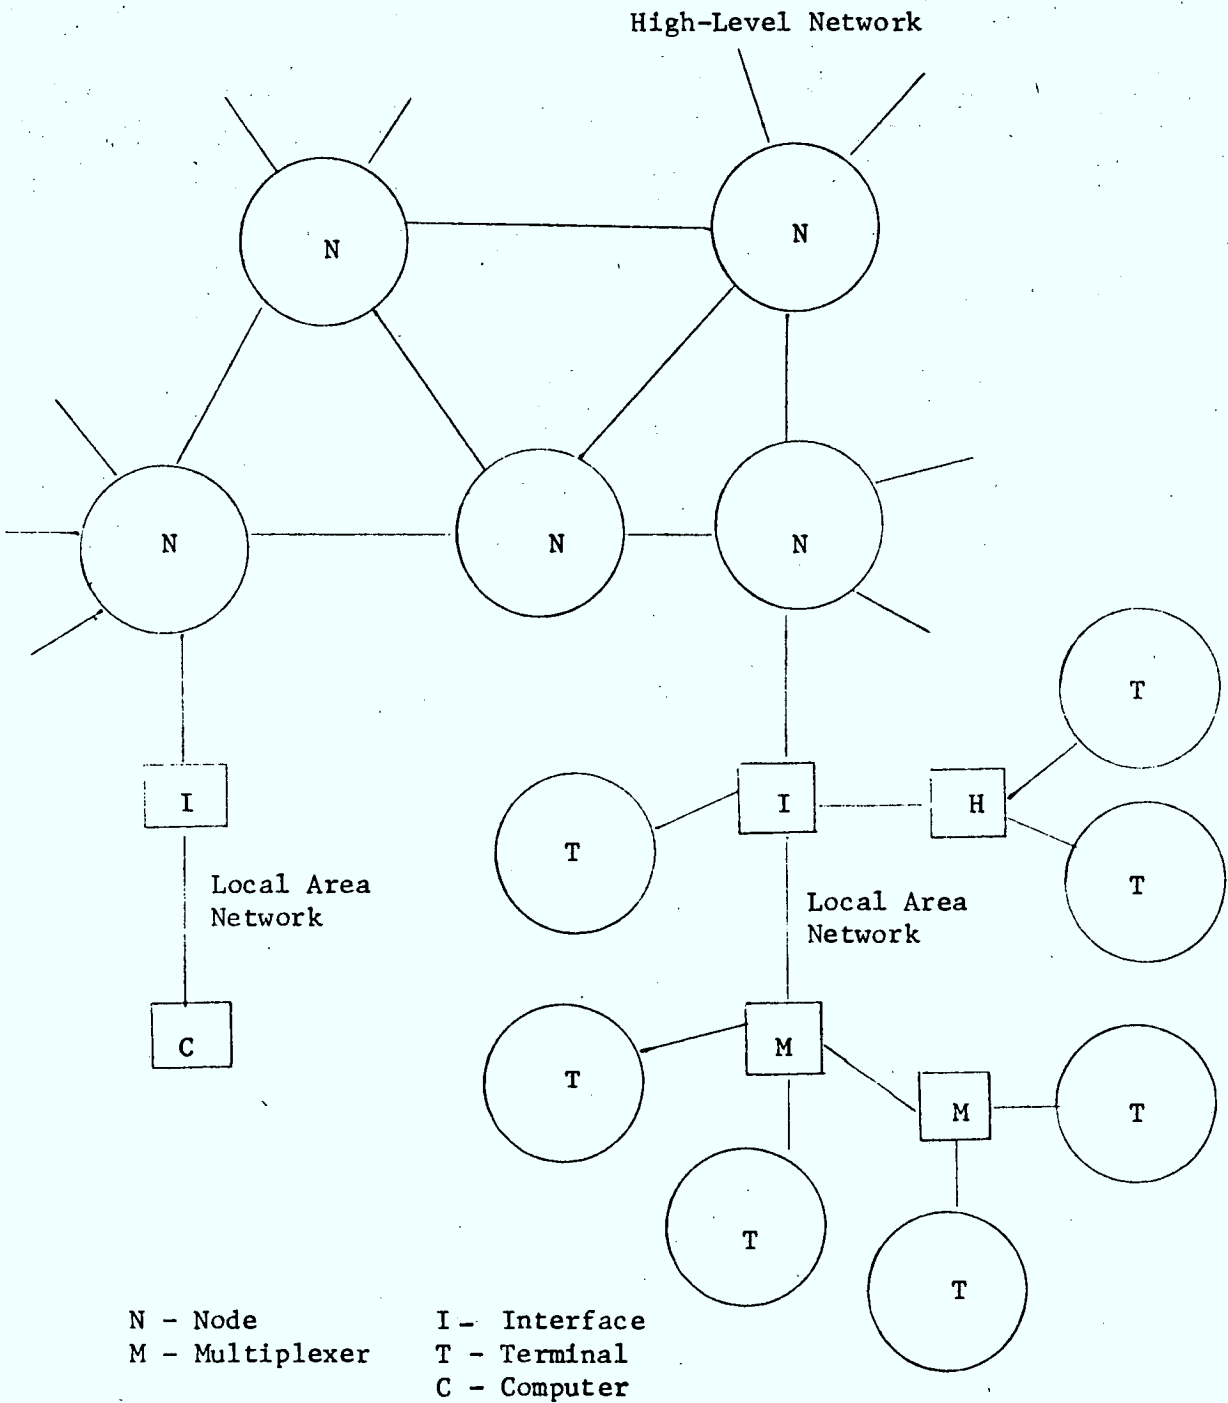 High-Level Network
N
N
N
N
N
T
I
I
H
T
T
Local Area
Network
Local Area
Network
C
M
T
M
T
T
T
N - Node
I - Interface
M - Multiplexer
T - Terminal
C - Computer